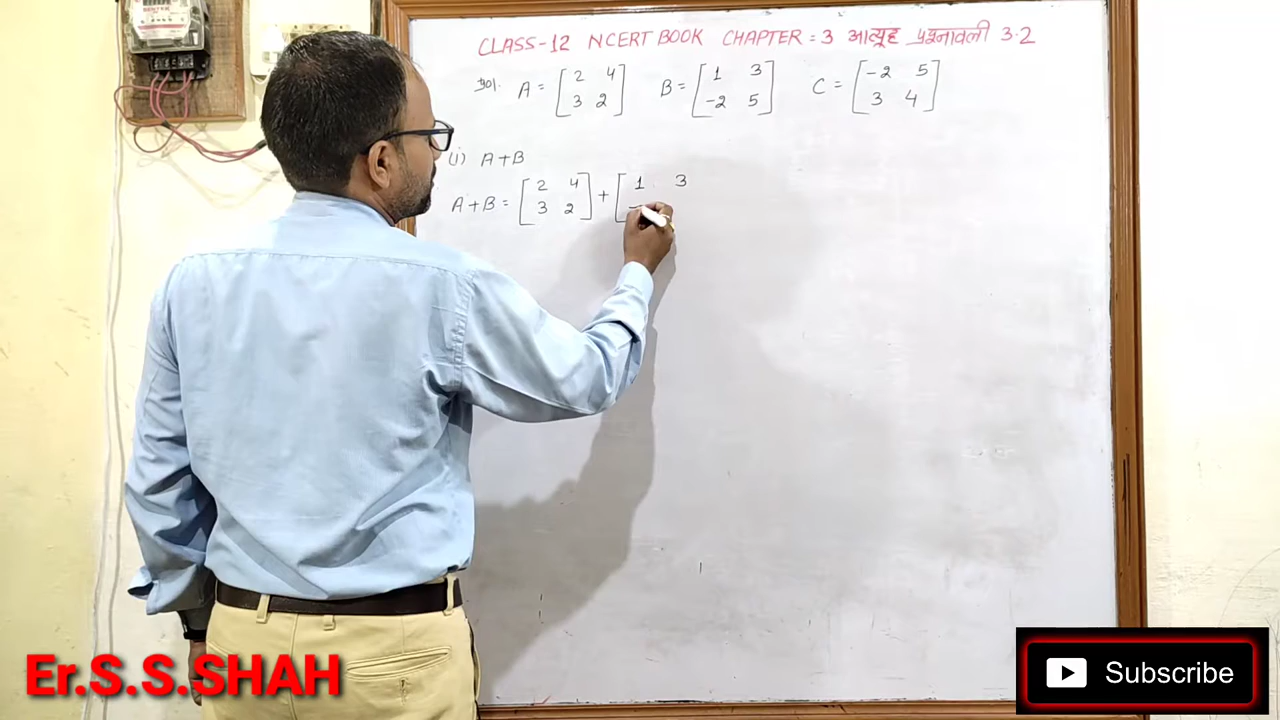 CLASS-12 NCERT BOOK CHAPTER = 3 आव्यूह प्रश्नावली 3.2
प्र01. A = [2 4 B = [1 3 C = [-2 5
3 2] -2 5] 3 4]
(i) A+B
A+B = [2 4 + [1 3
3 2]
Er.S.S.SHAH
Subscribe